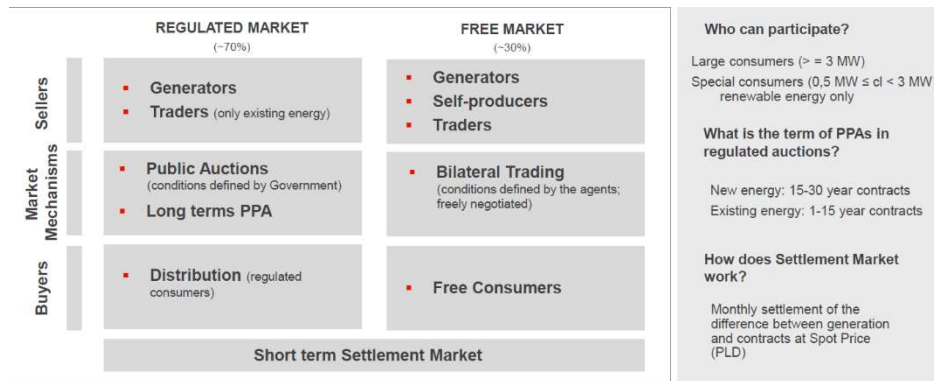 REGULATED MARKET
(~70%)
FREE MARKET
(~30%)
Sellers
Generators
Traders (only existing energy)
Generators
Self-producers
Traders
Market
Mechanisms
Public Auctions
(conditions defined by Government)
Long terms PPA
Bilateral Trading
(conditions defined by the agents;
freely negotiated)
Buyers
Distribution (regulated
consumers)
Free Consumers
Short term Settlement Market
Who can participate?
Large consumers (> = 3 MW)
Special consumers (0,5 MW ≤ cl < 3 MW
renewable energy only
What is the term of PPAs in
regulated auctions?
New energy: 15-30 year contracts
Existing energy: 1-15 year contracts
How does Settlement Market
work?
Monthly settlement of the
difference between generation
and contracts at Spot Price
(PLD)